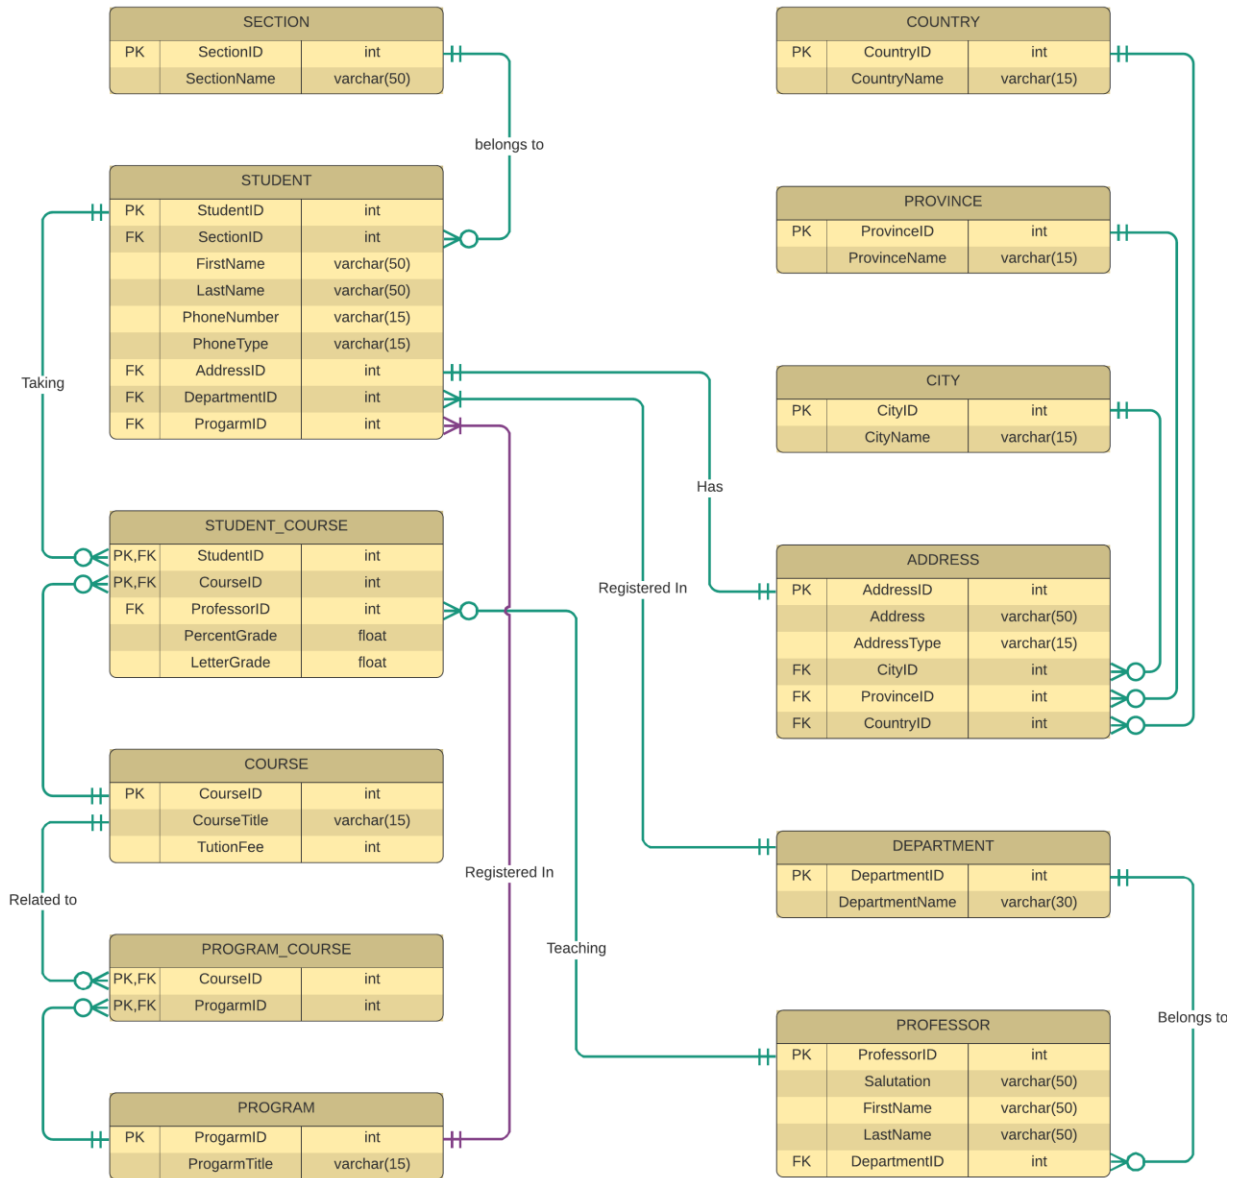 SECTION
PK SectionID int
SectionName varchar(50)
belongs to
STUDENT
PK StudentID int
FK SectionID int
FirstName varchar(50)
LastName varchar(50)
PhoneNumber varchar(15)
PhoneType varchar(15)
FK AddressID int
FK DepartmentID int
FK ProgarmID int
Taking
STUDENT_COURSE
PK,FK StudentID int
PK,FK CourseID int
FK ProfessorID int
PercentGrade float
LetterGrade float
COURSE
PK CourseID int
CourseTitle varchar(15)
TutionFee int
Related to
PROGRAM_COURSE
PK,FK CourseID int
PK,FK ProgarmID int
PROGRAM
PK ProgarmID int
ProgarmTitle varchar(15)
Registered In
Teaching
Registered In
Has
COUNTRY
PK CountryID int
CountryName varchar(15)
PROVINCE
PK ProvinceID int
ProvinceName varchar(15)
CITY
PK CityID int
CityName varchar(15)
ADDRESS
PK AddressID int
Address varchar(50)
AddressType varchar(15)
FK CityID int
FK ProvinceID int
FK CountryID int
DEPARTMENT
PK DepartmentID int
DepartmentName varchar(30)
Belongs to
PROFESSOR
PK ProfessorID int
Salutation varchar(50)
FirstName varchar(50)
LastName varchar(50)
FK DepartmentID int